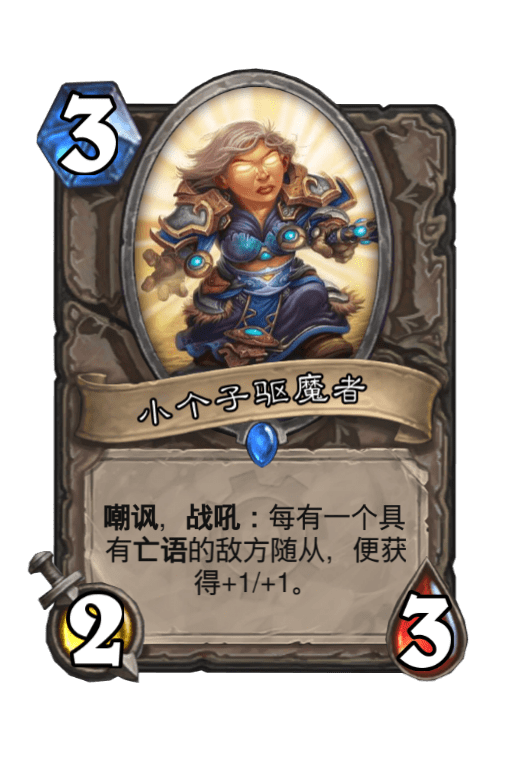 3
小个子驱魔者
嘲讽，战吼：每有一个具
有亡语的敌方随从，便获
得+1/+1。
2
3